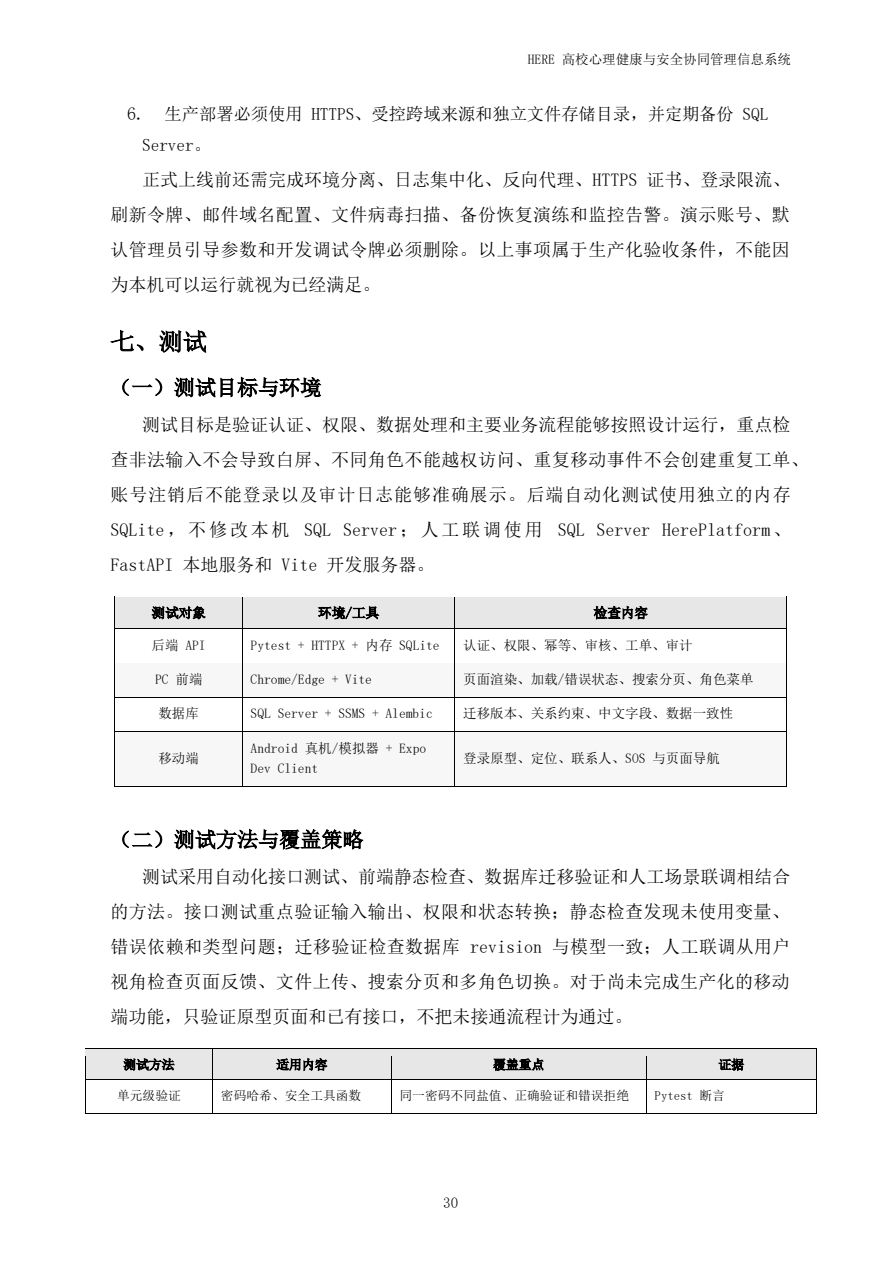 HERE 高校心理健康与安全协同管理信息系统
6. 生产部署必须使用 HTTPS、受控跨域来源和独立文件存储目录，并定期备份 SQL
Server。
正式上线前还需完成环境分离、日志集中化、反向代理、HTTPS 证书、登录限流、
刷新令牌、邮件域名配置、文件病毒扫描、备份恢复演练和监控告警。演示账号、默
认管理员引导参数和开发调试令牌必须删除。以上事项属于生产化验收条件，不能因
为本机可以运行就视为已经满足。
七、测试
（一）测试目标与环境
测试目标是验证认证、权限、数据处理和主要业务流程能够按照设计运行，重点检
查非法输入不会导致白屏、不同角色不能越权访问、重复移动事件不会创建重复工单、
账号注销后不能登录以及审计日志能够准确展示。后端自动化测试使用独立的内存
SQLite，不修改本机 SQL Server；人工联调使用 SQL Server HerePlatform、
FastAPI 本地服务和 Vite 开发服务器。
测试对象 环境/工具 检查内容
后端 API Pytest + HTTPX + 内存 SQLite 认证、权限、幂等、审核、工单、审计
PC 前端 Chrome/Edge + Vite 页面渲染、加载/错误状态、搜索分页、角色菜单
数据库 SQL Server + SSMS + Alembic 迁移版本、关系约束、中文字段、数据一致性
移动端 Android 真机/模拟器 + Expo 登录原型、定位、联系人、SOS 与页面导航
Dev Client
（二）测试方法与覆盖策略
测试采用自动化接口测试、前端静态检查、数据库迁移验证和人工场景联调相结合
的方法。接口测试重点验证输入输出、权限和状态转换；静态检查发现未使用变量、
错误依赖和类型问题；迁移验证检查数据库 revision 与模型一致；人工联调从用户
视角检查页面反馈、文件上传、搜索分页和多角色切换。对于尚未完成生产化的移动
端功能，只验证原型页面和已有接口，不把未接通流程计为通过。
测试方法 适用内容 覆盖重点 证据
单元级验证 密码哈希、安全工具函数 同一密码不同盐值、正确验证和错误拒绝 Pytest 断言
30